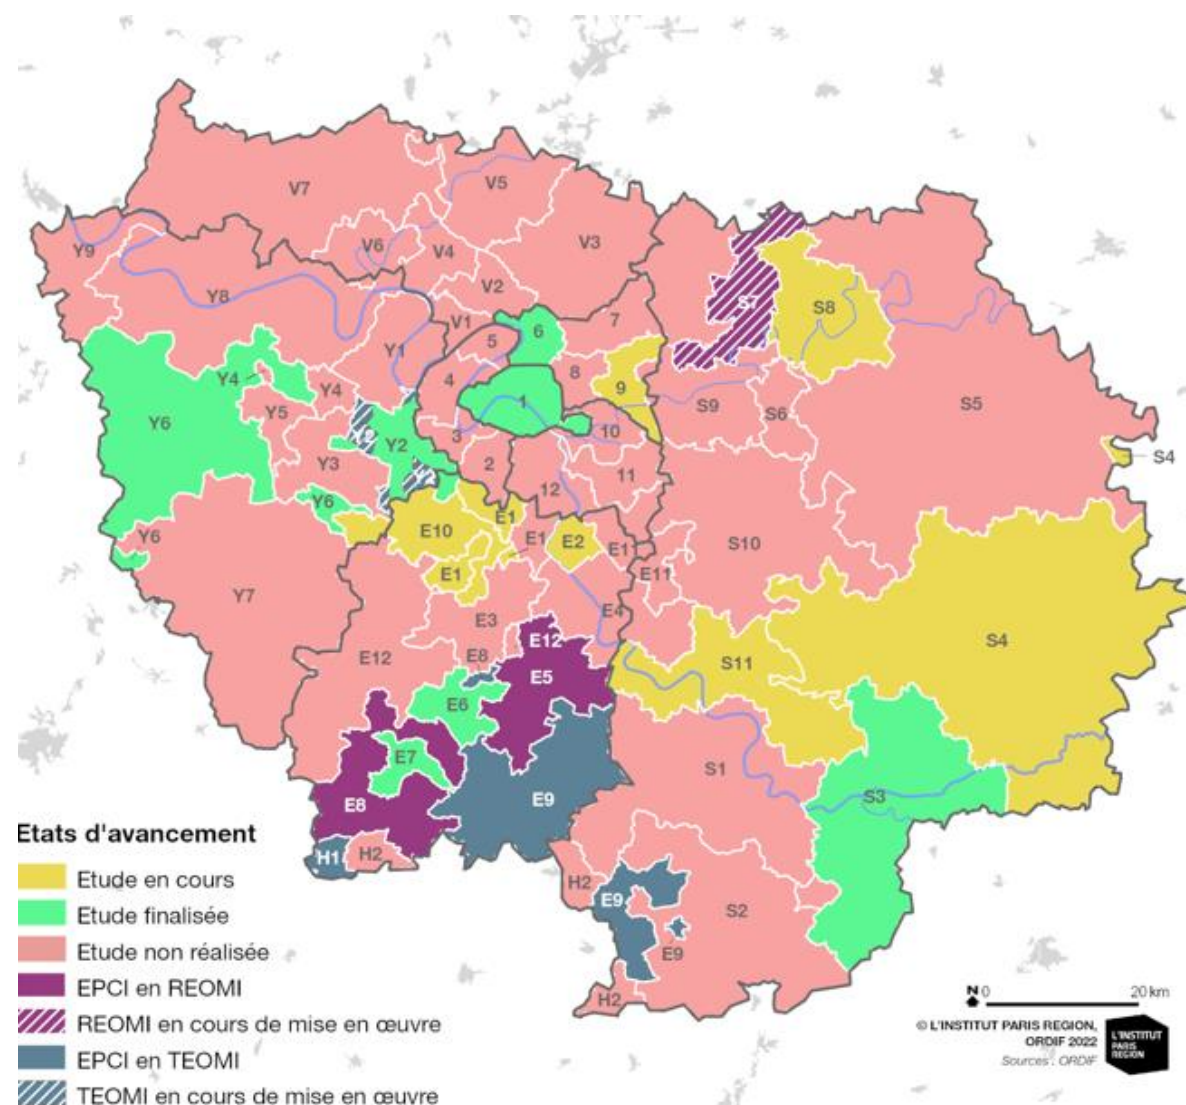 V7
V5
V3
V6
V4
V2
Y9
Y8
V1
6
7
S7
S8
5
Y1
8
9
4
Y4
Y4
1
S9
S6
S5
Y6
Y5
Y2
3
10
S4
Y3
2
11
12
Y6
E10
E1
Y6
E1
E2
E11
S10
E1
E11
Y7
E3
E4
E12
E8
E12
S11
S4
E5
E6
E7
S1
E8
E9
S3
H1
H2
H2
E9
S2
E9
H2
Etats d'avancement
Etude en cours
Etude finalisée
Etude non réalisée
EPCI en REOMI
REOMI en cours de mise en œuvre
EPCI en TEOMI
TEOMI en cours de mise en œuvre
N 0 20 km
© L'INSTITUT PARIS REGION,
ORDIF 2022
Sources : ORDIF
L'INSTITUT
PARIS
REGION